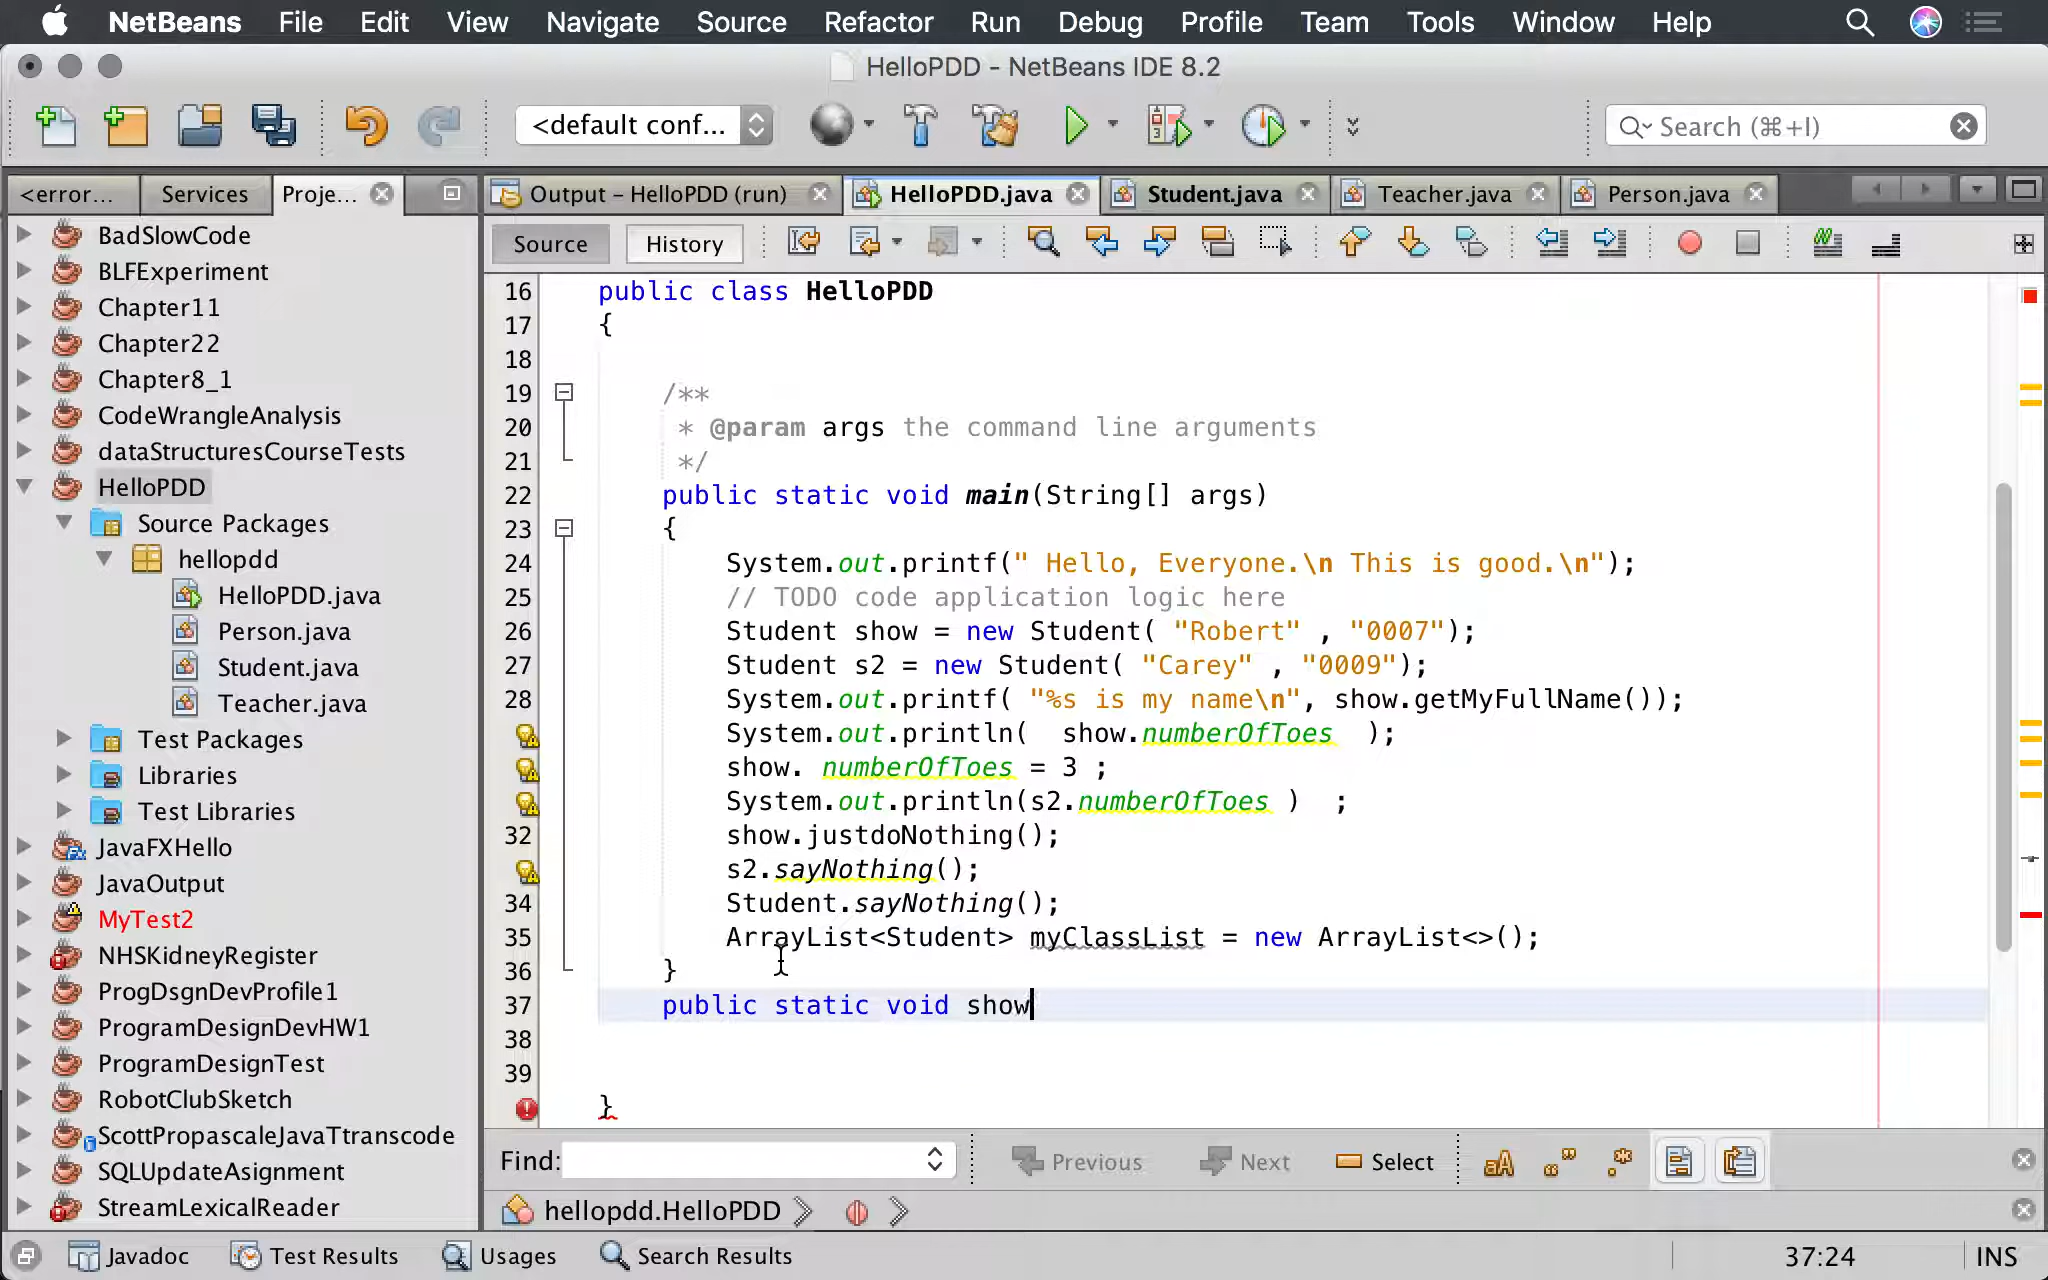 NetBeans File Edit View Navigate Source Refactor Run Debug Profile Team Tools Window Help
HelloPDD - NetBeans IDE 8.2
<default conf...
Search (⌘+I)
<error...
Services
Proje...
Output – HelloPDD (run)
HelloPDD.java
Student.java
Teacher.java
Person.java
Source
History
BadSlowCode
BLFExperiment
Chapter11
Chapter22
Chapter8_1
CodeWrangleAnalysis
dataStructuresCourseTests
HelloPDD
Source Packages
hellopdd
HelloPDD.java
Person.java
Student.java
Teacher.java
Test Packages
Libraries
Test Libraries
JavaFXHello
JavaOutput
MyTest2
NHSKidneyRegister
ProgDsgnDevProfile1
ProgramDesignDevHW1
ProgramDesignTest
RobotClubSketch
ScottPropascaleJavaTtranscode
SQLUpdateAsignment
StreamLexicalReader
16 public class HelloPDD
17 {
18
19 /**
20 * @param args the command line arguments
21 */
22 public static void main(String[] args)
23 {
24 System.out.printf(" Hello, Everyone.\n This is good.\n");
25 // TODO code application logic here
26 Student show = new Student( "Robert" , "0007");
27 Student s2 = new Student( "Carey" , "0009");
28 System.out.printf( "%s is my name\n", show.getMyFullName());
System.out.println(  show.numberOfToes  );
show. numberOfToes = 3 ;
System.out.println(s2.numberOfToes )  ;
32 show.justdoNothing();
s2.sayNothing();
34 Student.sayNothing();
35 ArrayList<Student> myClassList = new ArrayList<>();
36 }
37 public static void show
38
39
}
Find:
Previous
Next
Select
hellopdd.HelloPDD
Javadoc
Test Results
Usages
Search Results
37:24
INS